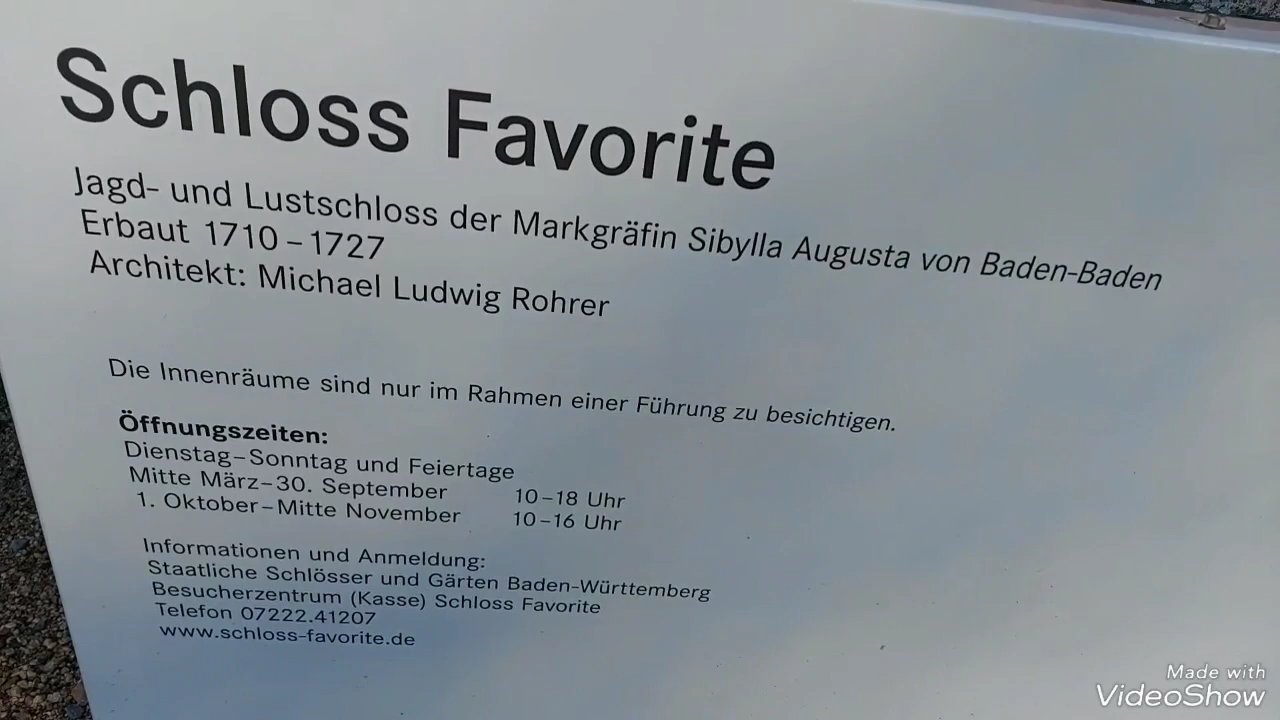 Schloss Favorite
Jagd- und Lustschloss der Markgräfin Sibylla Augusta von Baden-Baden
Erbaut 1710 – 1727
Architekt: Michael Ludwig Rohrer
Die Innenräume sind nur im Rahmen einer Führung zu besichtigen.
Öffnungszeiten:
Dienstag – Sonntag und Feiertage
Mitte März – 30. September 10 – 18 Uhr
1. Oktober – Mitte November 10 – 16 Uhr
Informationen und Anmeldung:
Staatliche Schlösser und Gärten Baden-Württemberg
Besucherzentrum (Kasse) Schloss Favorite
Telefon 07222.41207
www.schloss-favorite.de
Made with
VideoShow